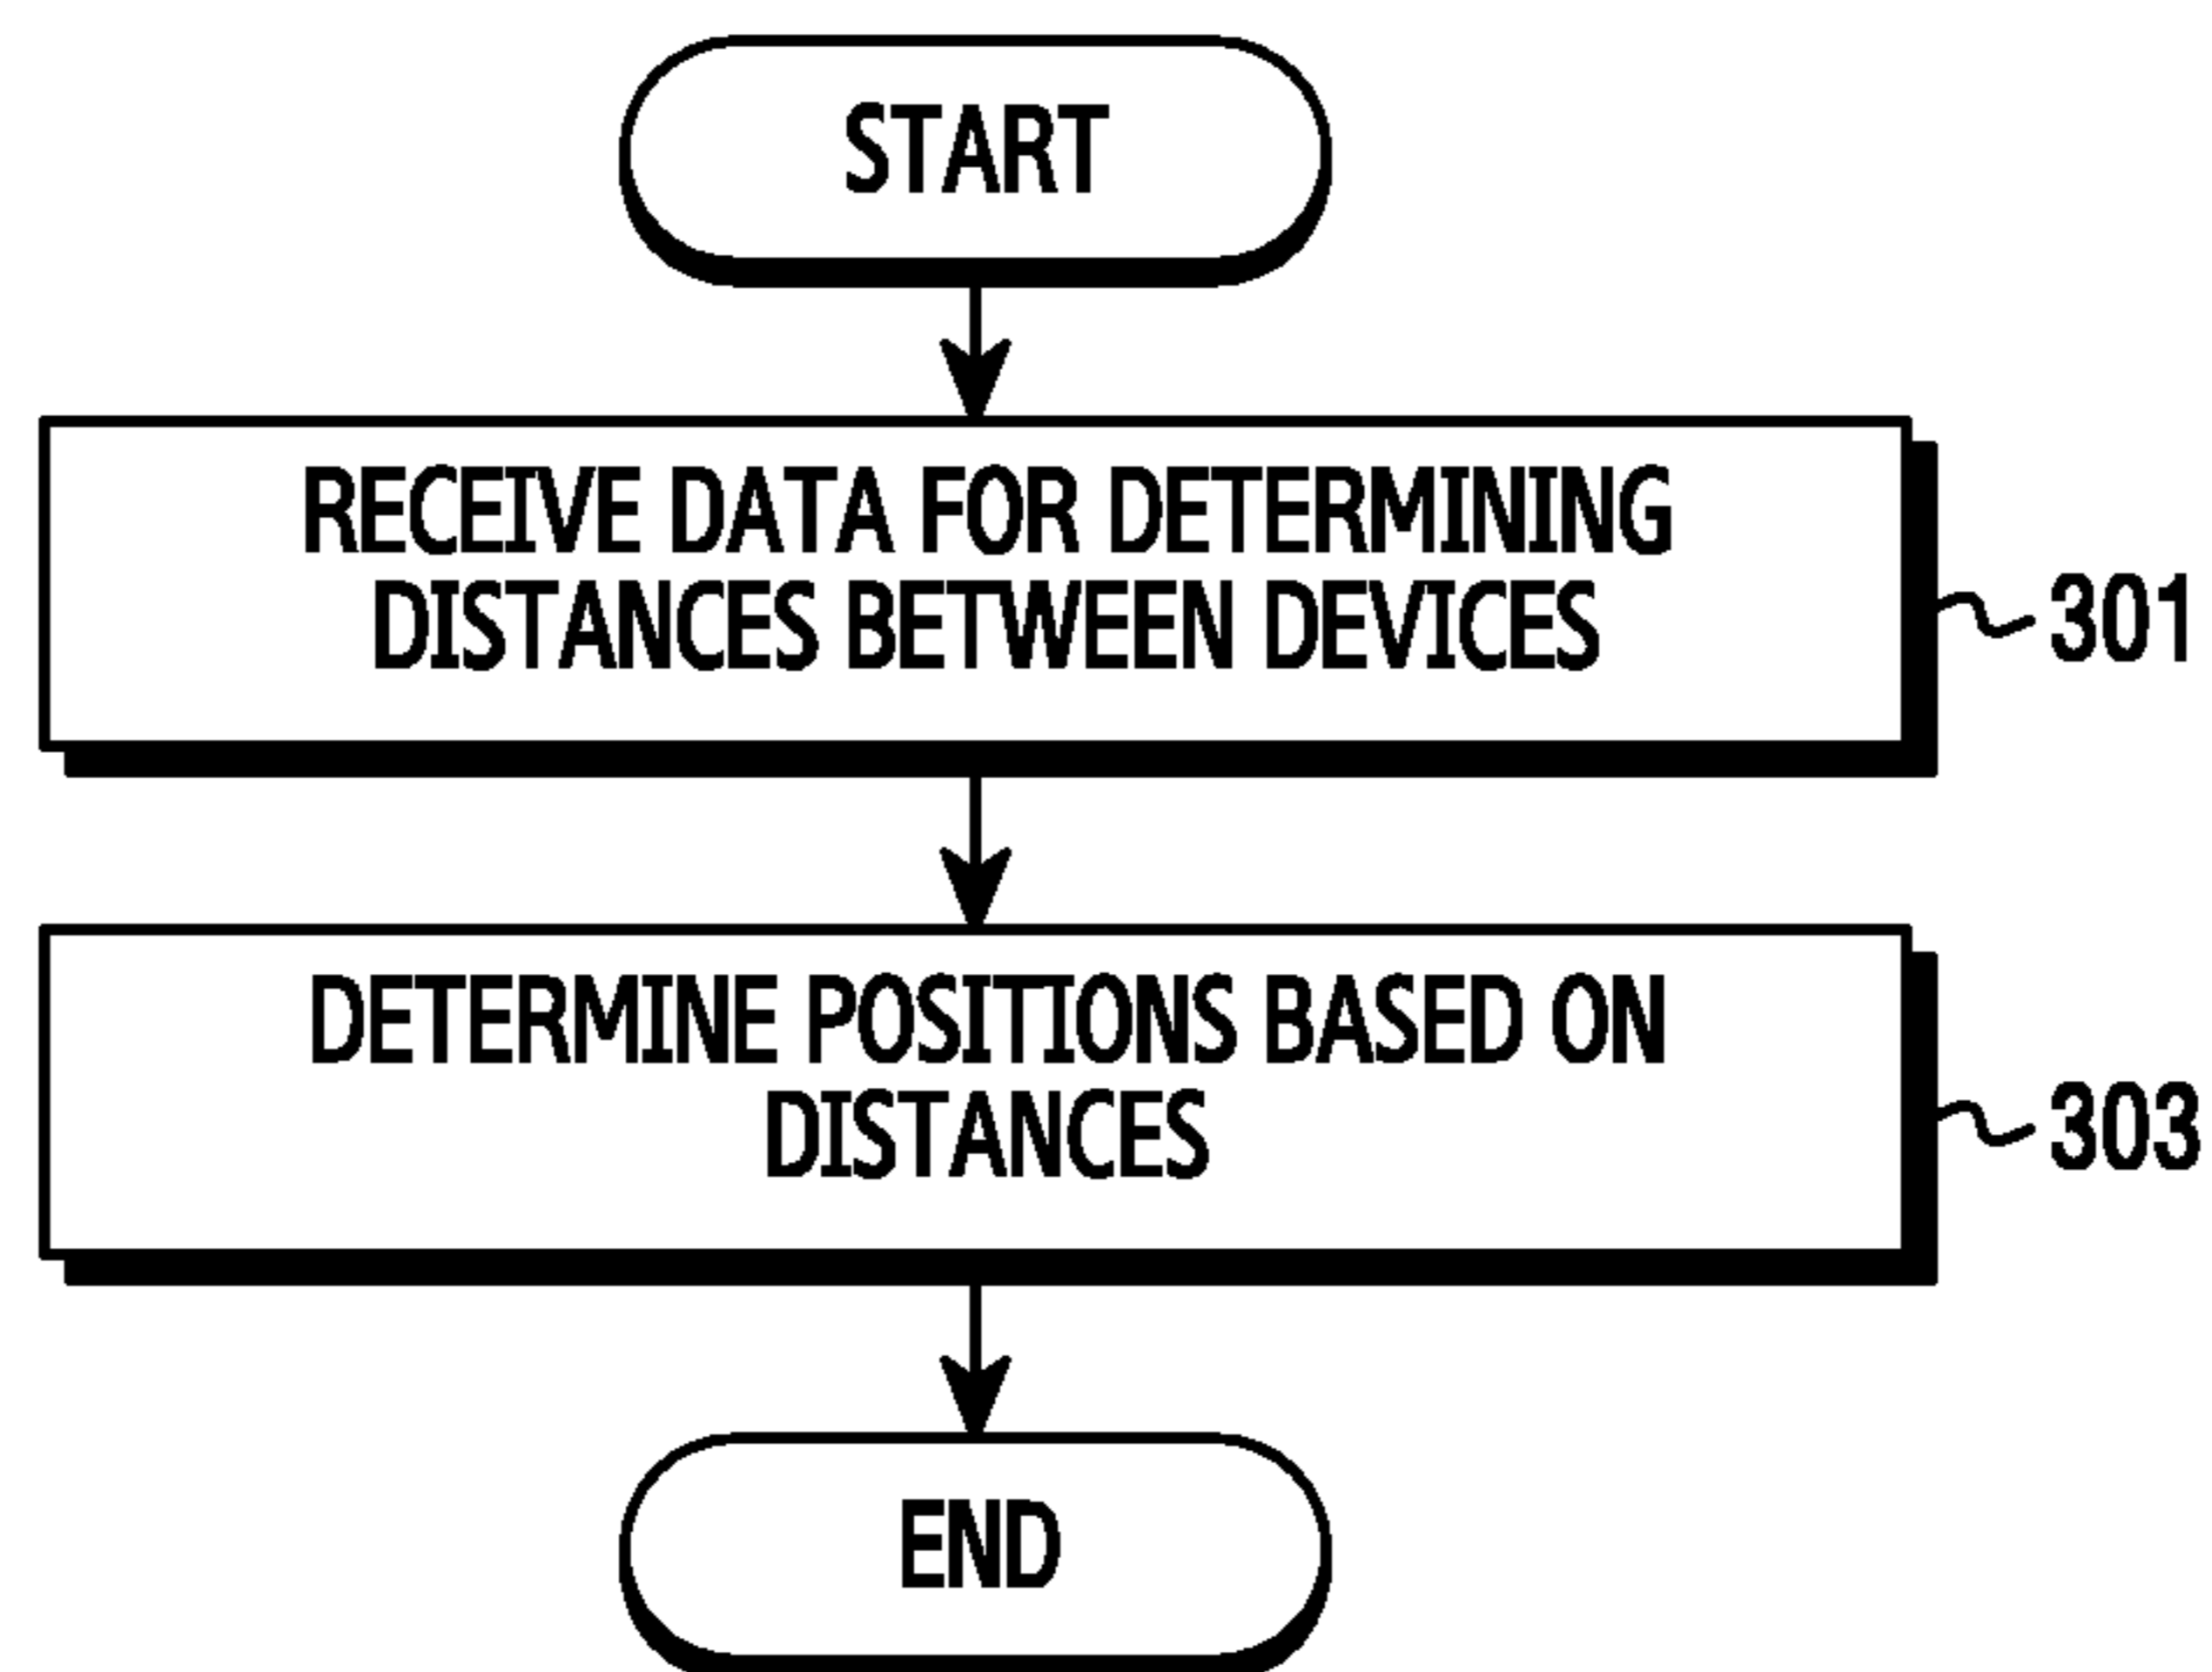 START
RECEIVE DATA FOR DETERMINING
DISTANCES BETWEEN DEVICES
301
DETERMINE POSITIONS BASED ON
DISTANCES
303
END